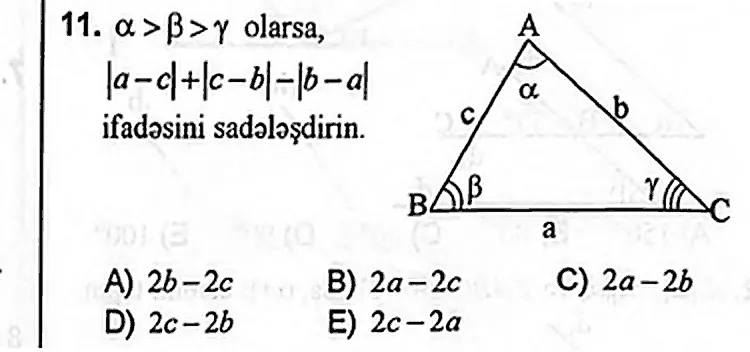 11. α > β > γ olarsa,
|a − c| + |c − b| − |b − a|
ifadəsini sadələşdirin.
A
α
c
b
B
β
γ
C
a
A) 2b − 2c B) 2a − 2c C) 2a − 2b
D) 2c − 2b E) 2c − 2a